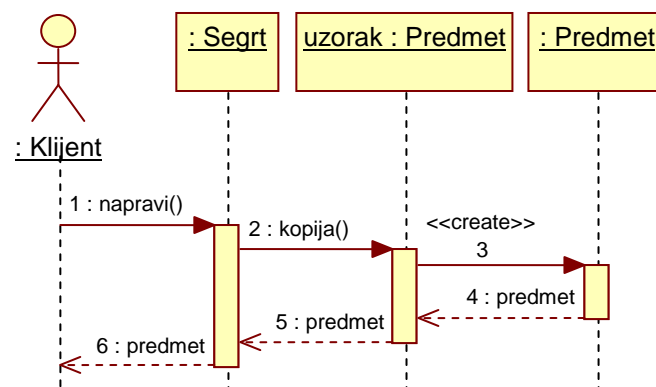 : Segrt
uzorak : Predmet
: Predmet
: Klijent
1 : napravi()
2 : kopija()
<<create>>
3
4 : predmet
5 : predmet
6 : predmet